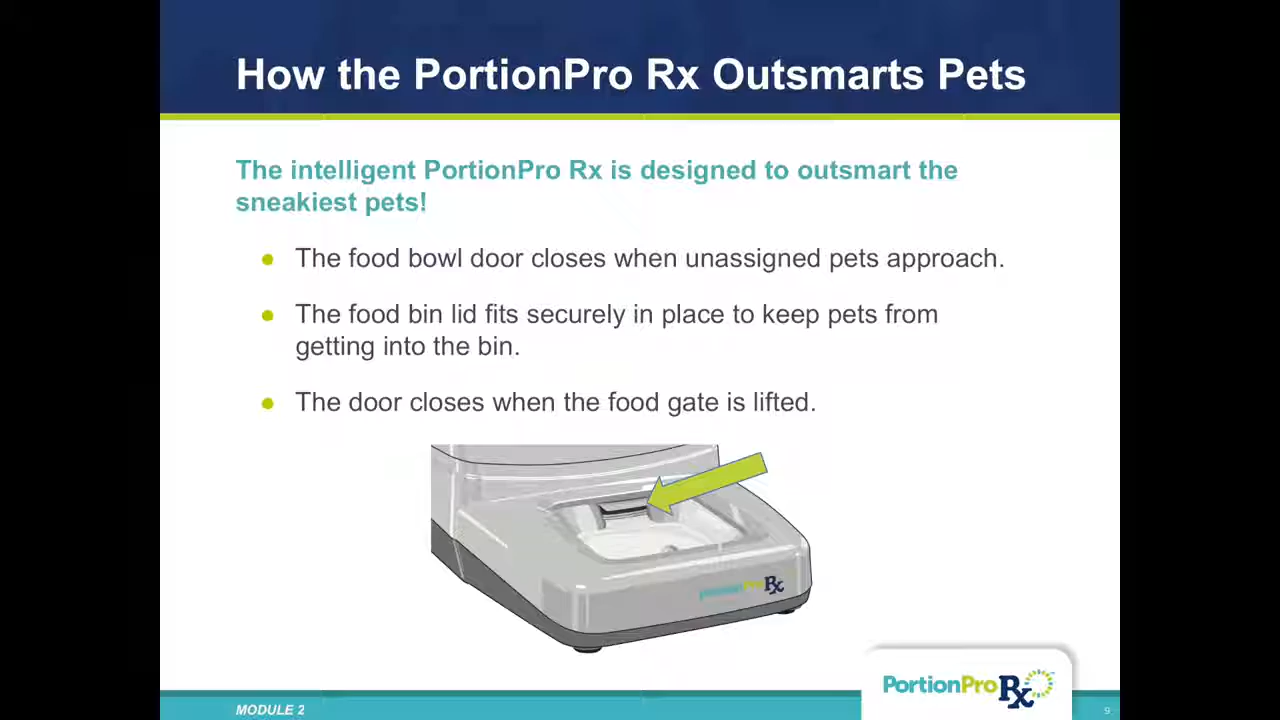 How the PortionPro Rx Outsmarts Pets
The intelligent PortionPro Rx is designed to outsmart the
sneakiest pets!
● The food bowl door closes when unassigned pets approach.
● The food bin lid fits securely in place to keep pets from
getting into the bin.
● The door closes when the food gate is lifted.
PortionPro Rx
PortionPro Rx
MODULE 2
9